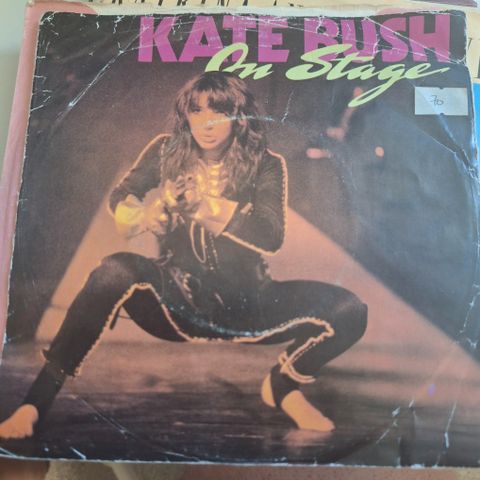 KATE BUSH
On Stage
70